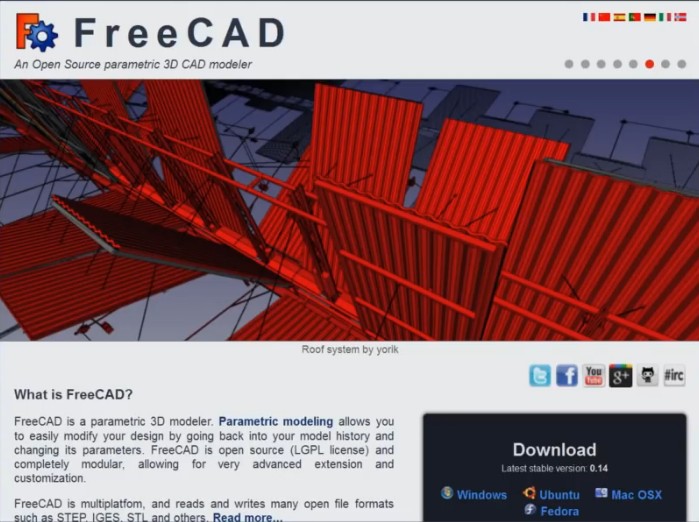 FreeCAD
An Open Source parametric 3D CAD modeler
Roof system by yorik
You
Tube
g+
#irc
What is FreeCAD?
FreeCAD is a parametric 3D modeler. Parametric modeling allows you
to easily modify your design by going back into your model history and
changing its parameters. FreeCAD is open source (LGPL license) and
completely modular, allowing for very advanced extension and
customization.
FreeCAD is multiplatfom, and reads and writes many open file formats
such as STEP, IGES, STL and others. Read more...
Download
Latest stable version: 0.14
Windows Ubuntu Mac OSX
Fedora